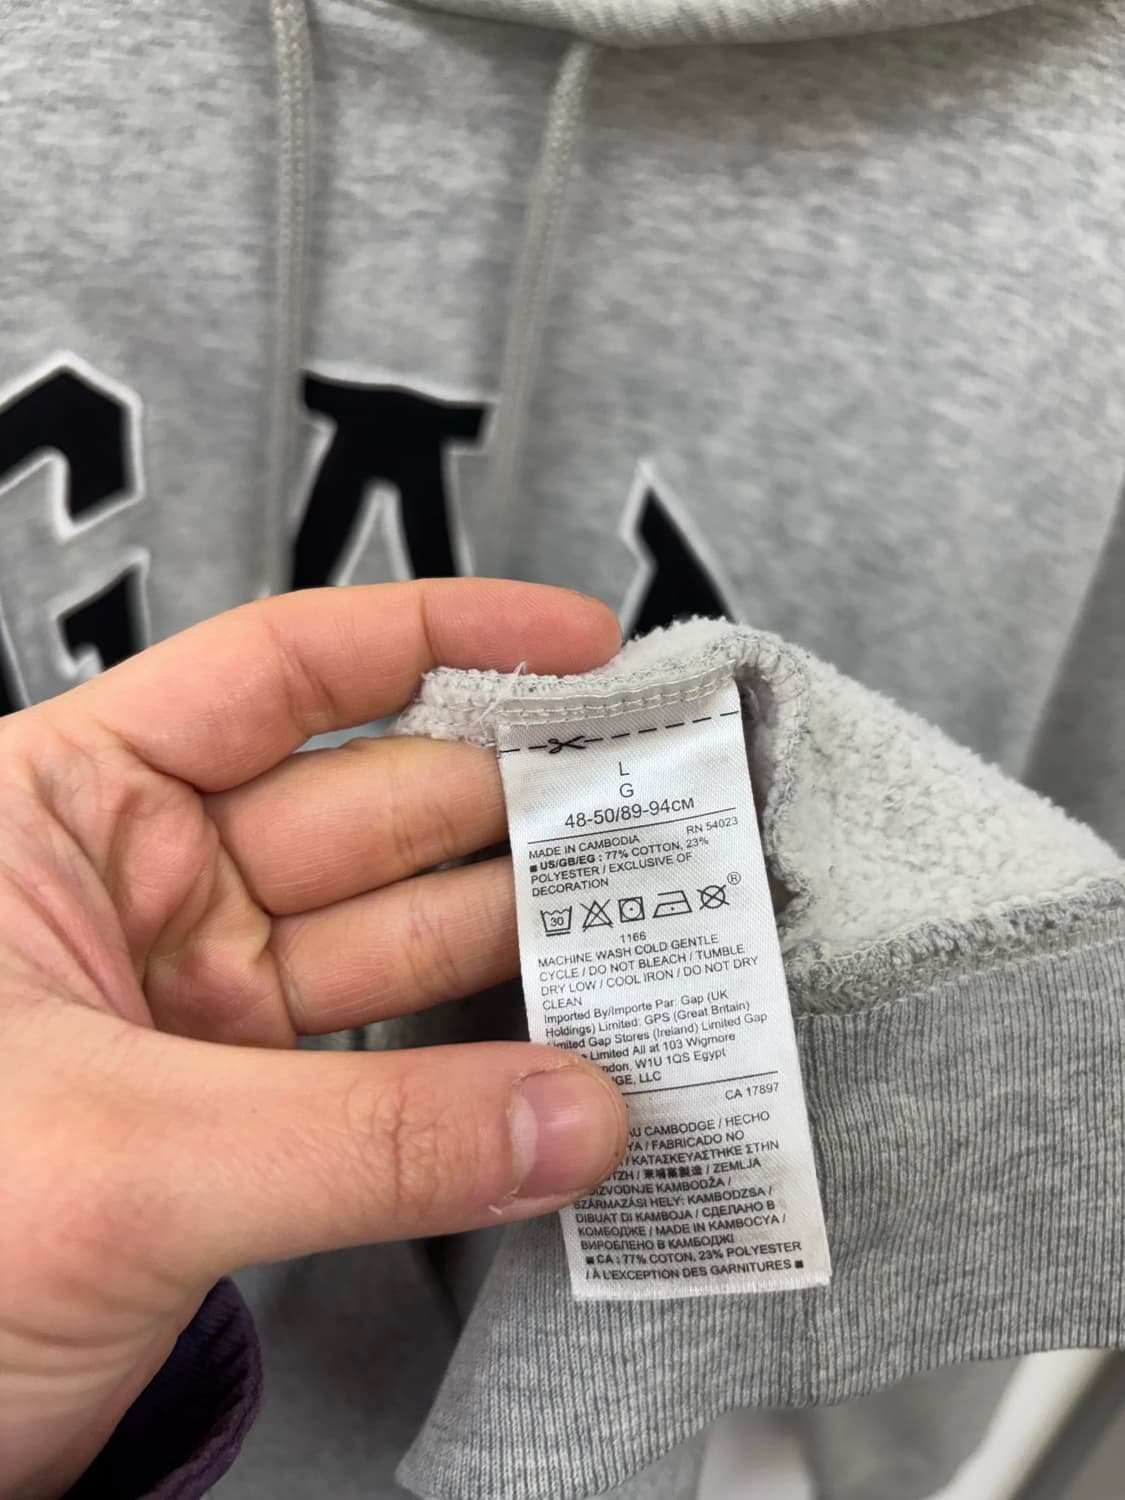 GA
L
G
48-50/89-94CM
MADE IN CAMBODIA RN 54023
■ US/GB/EG : 77% COTTON, 23%
POLYESTER / EXCLUSIVE OF
DECORATION
30 ®
1166
MACHINE WASH COLD GENTLE
CYCLE / DO NOT BLEACH / TUMBLE
DRY LOW / COOL IRON / DO NOT DRY
CLEAN
Imported By/Importe Par: Gap (UK
Holdings) Limited: GPS (Great Britain)
Limited Gap Stores (Ireland) Limited Gap
Limited All at 103 Wigmore
W1U 1QS Egypt
LLC
CA 17897
AU CAMBODGE / HECHO
/ FABRICADO NO
/ ΚΑΤΑΣΚΕΥΑΣΤΗΚΕ ΣΤΗΝ
/ 柬埔寨製造 / ZEMLJA
KAMBODŽA /
SZÁRMAZÁSI HELY: KAMBODZSA /
DIBUAT DI KAMBOJA / СДЕЛАНО В
КОМБОДЖЕ / MADE IN KAMBOCYA /
ВИРОБЛЕНО В КАМБОДЖІ
■ CA : 77% COTON, 23% POLYESTER
/ À L'EXCEPTION DES GARNITURES ■